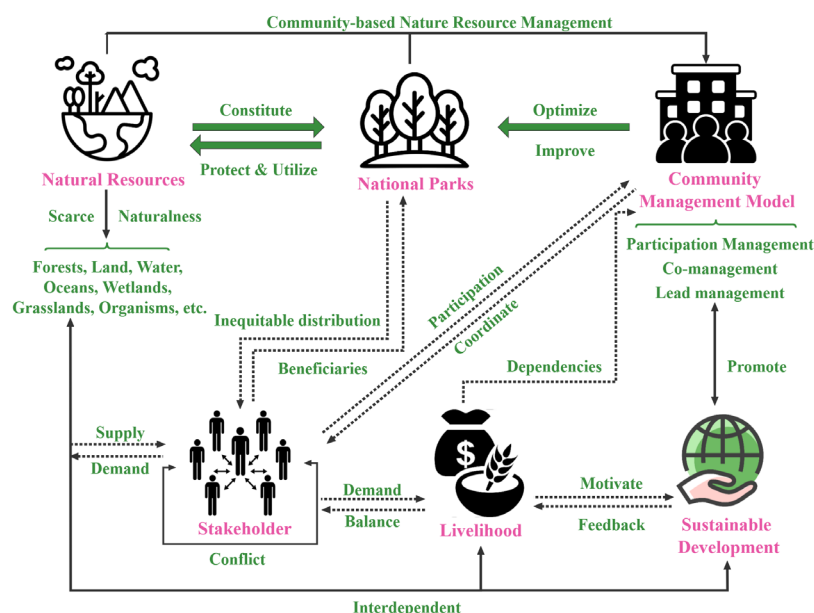 Community-based Nature Resource Management
Constitute
Protect & Utilize
Optimize
Improve
Natural Resources
National Parks
Community
Management Model
Scarce
Naturalness
Forests, Land, Water,
Oceans, Wetlands,
Grasslands, Organisms, etc.
Participation Management
Co-management
Lead management
Participation
Coordinate
Inequitable distribution
Beneficiaries
Dependencies
Promote
Supply
Demand
$
Demand
Balance
Motivate
Feedback
Stakeholder
Livelihood
Sustainable
Development
Conflict
Interdependent